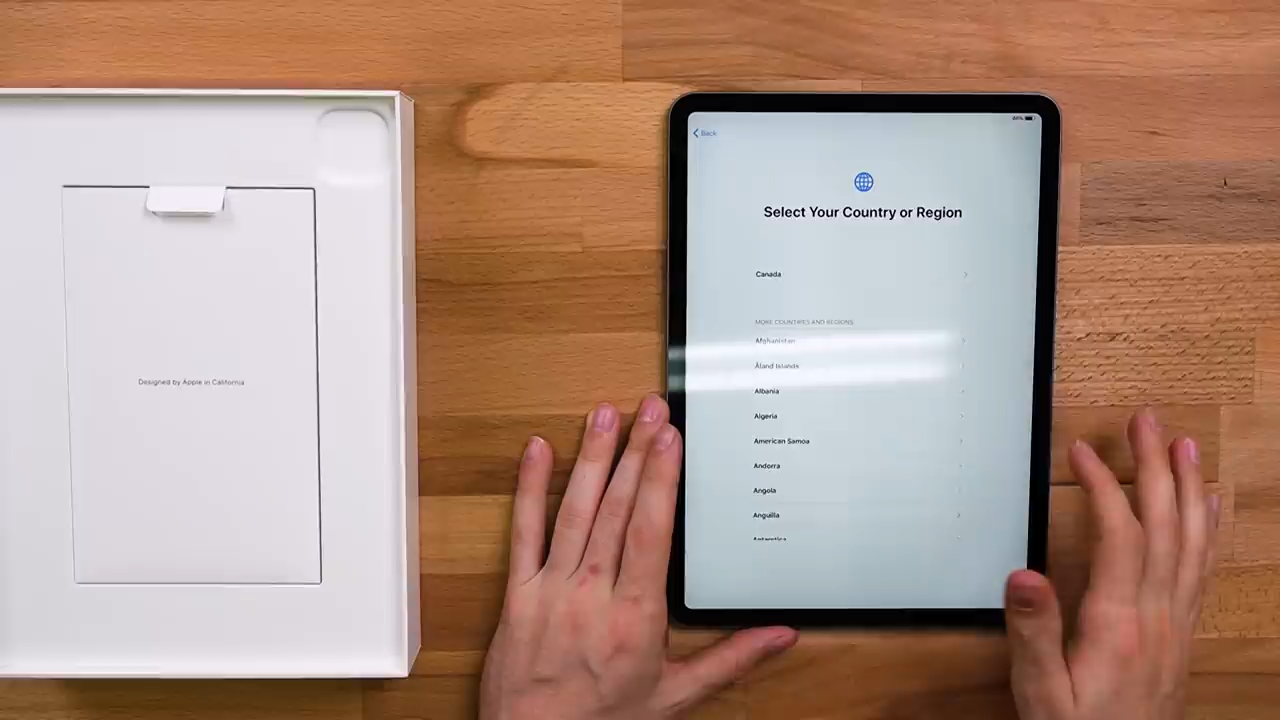 Designed by Apple in California
Back
Select Your Country or Region
Canada
MORE COUNTRIES AND REGIONS
Afghanistan
Åland Islands
Albania
Algeria
American Samoa
Andorra
Angola
Anguilla
Antarctica